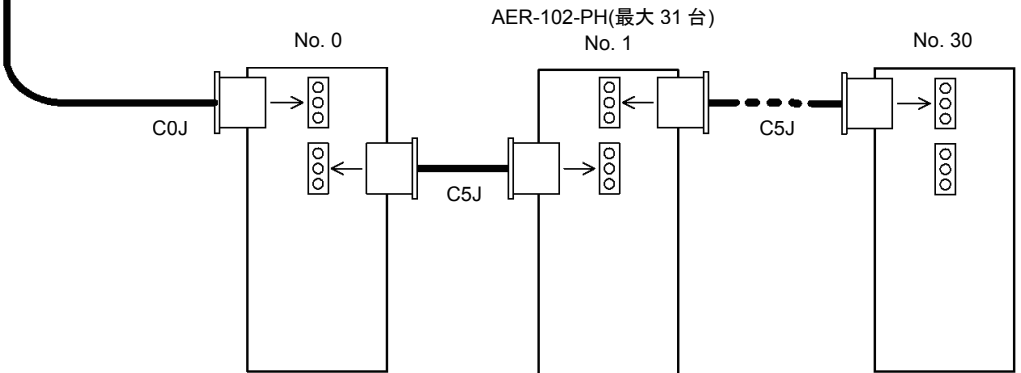 AER-102-PH(最大 31 台)
No. 0
No. 1
No. 30
C0J
C5J
C5J